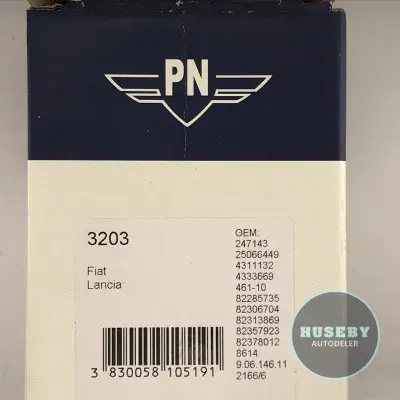 PN
3203
Fiat
Lancia
OEM:
247143
25066449
4311132
4333669
461-10
82285735
82306704
82313869
82357923
82378012
8614
9.06.146.11
2166/6
3 830058 105191
HUSEBY
AUTODELER